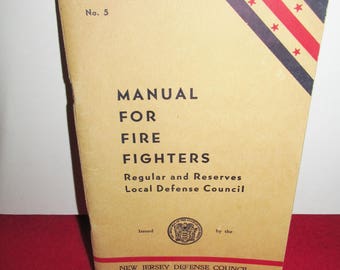 No. 5
MANUAL
FOR
FIRE
FIGHTERS
Regular and Reserves
Local Defense Council
Issued by the
NEW JERSEY DEFENSE COUNCIL